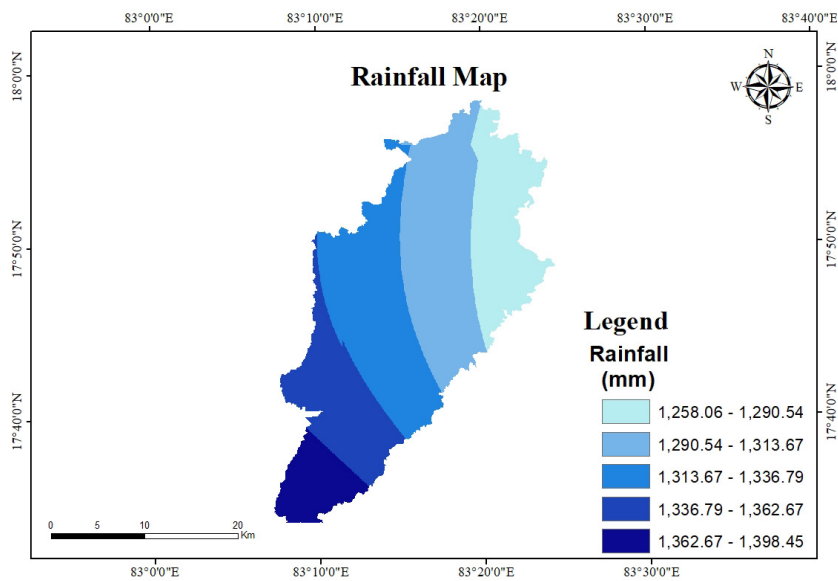 83°0'0"E 83°10'0"E 83°20'0"E 83°30'0"E 83°40'0"E
18°0'0"N 18°0'0"N
Rainfall Map
N
W E
S
17°50'0"N 17°50'0"N
Legend
Rainfall
(mm)
1,258.06 - 1,290.54
1,290.54 - 1,313.67
1,313.67 - 1,336.79
1,336.79 - 1,362.67
1,362.67 - 1,398.45
17°40'0"N 17°40'0"N
0 5 10 20
Km
83°0'0"E 83°10'0"E 83°20'0"E 83°30'0"E